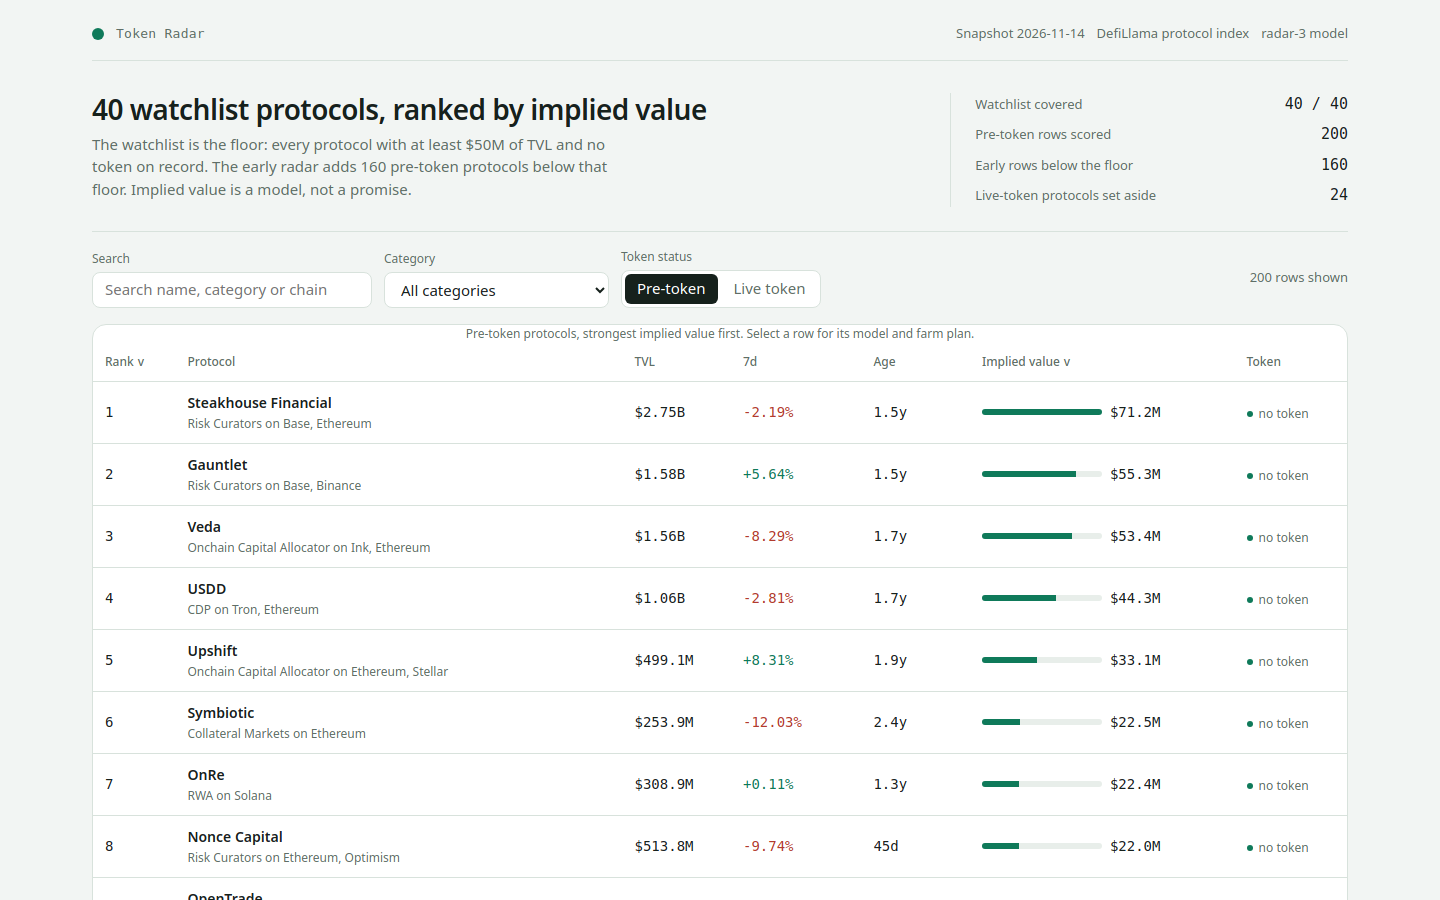 Token Radar
Snapshot 2026-11-14 DefiLlama protocol index radar-3 model
40 watchlist protocols, ranked by implied value
The watchlist is the floor: every protocol with at least $50M of TVL and no
token on record. The early radar adds 160 pre-token protocols below that
floor. Implied value is a model, not a promise.
Watchlist covered 40 / 40
Pre-token rows scored 200
Early rows below the floor 160
Live-token protocols set aside 24
Search
Category
Token status
Search name, category or chain
All categories
Pre-token
Live token
200 rows shown
Pre-token protocols, strongest implied value first. Select a row for its model and farm plan.
Rank v Protocol TVL 7d Age Implied value v Token
1 Steakhouse Financial $2.75B -2.19% 1.5y $71.2M no token
Risk Curators on Base, Ethereum
2 Gauntlet $1.58B +5.64% 1.5y $55.3M no token
Risk Curators on Base, Binance
3 Veda $1.56B -8.29% 1.7y $53.4M no token
Onchain Capital Allocator on Ink, Ethereum
4 USDD $1.06B -2.81% 1.7y $44.3M no token
CDP on Tron, Ethereum
5 Upshift $499.1M +8.31% 1.9y $33.1M no token
Onchain Capital Allocator on Ethereum, Stellar
6 Symbiotic $253.9M -12.03% 2.4y $22.5M no token
Collateral Markets on Ethereum
7 OnRe $308.9M +0.11% 1.3y $22.4M no token
RWA on Solana
8 Nonce Capital $513.8M -9.74% 45d $22.0M no token
Risk Curators on Ethereum, Optimism
OpenTrade